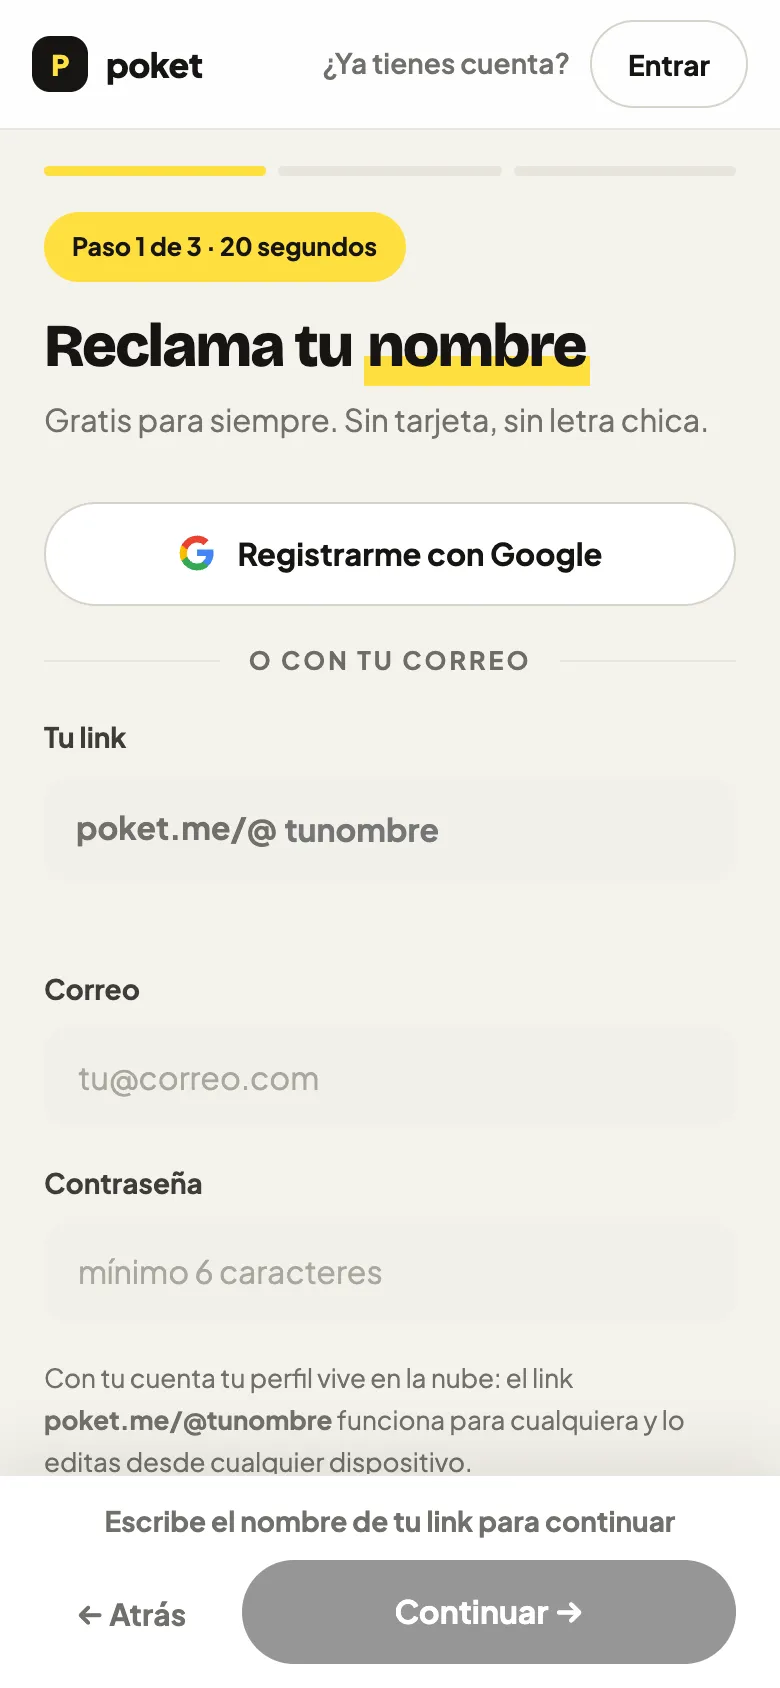 P poket ¿Ya tienes cuenta? Entrar
Paso 1 de 3 · 20 segundos
Reclama tu nombre
Gratis para siempre. Sin tarjeta, sin letra chica.
Registrarme con Google
O CON TU CORREO
Tu link
poket.me/@ tunombre
Correo
tu@correo.com
Contraseña
mínimo 6 caracteres
Con tu cuenta tu perfil vive en la nube: el link
poket.me/@tunombre funciona para cualquiera y lo
editas desde cualquier dispositivo.
Escribe el nombre de tu link para continuar
← Atrás Continuar →